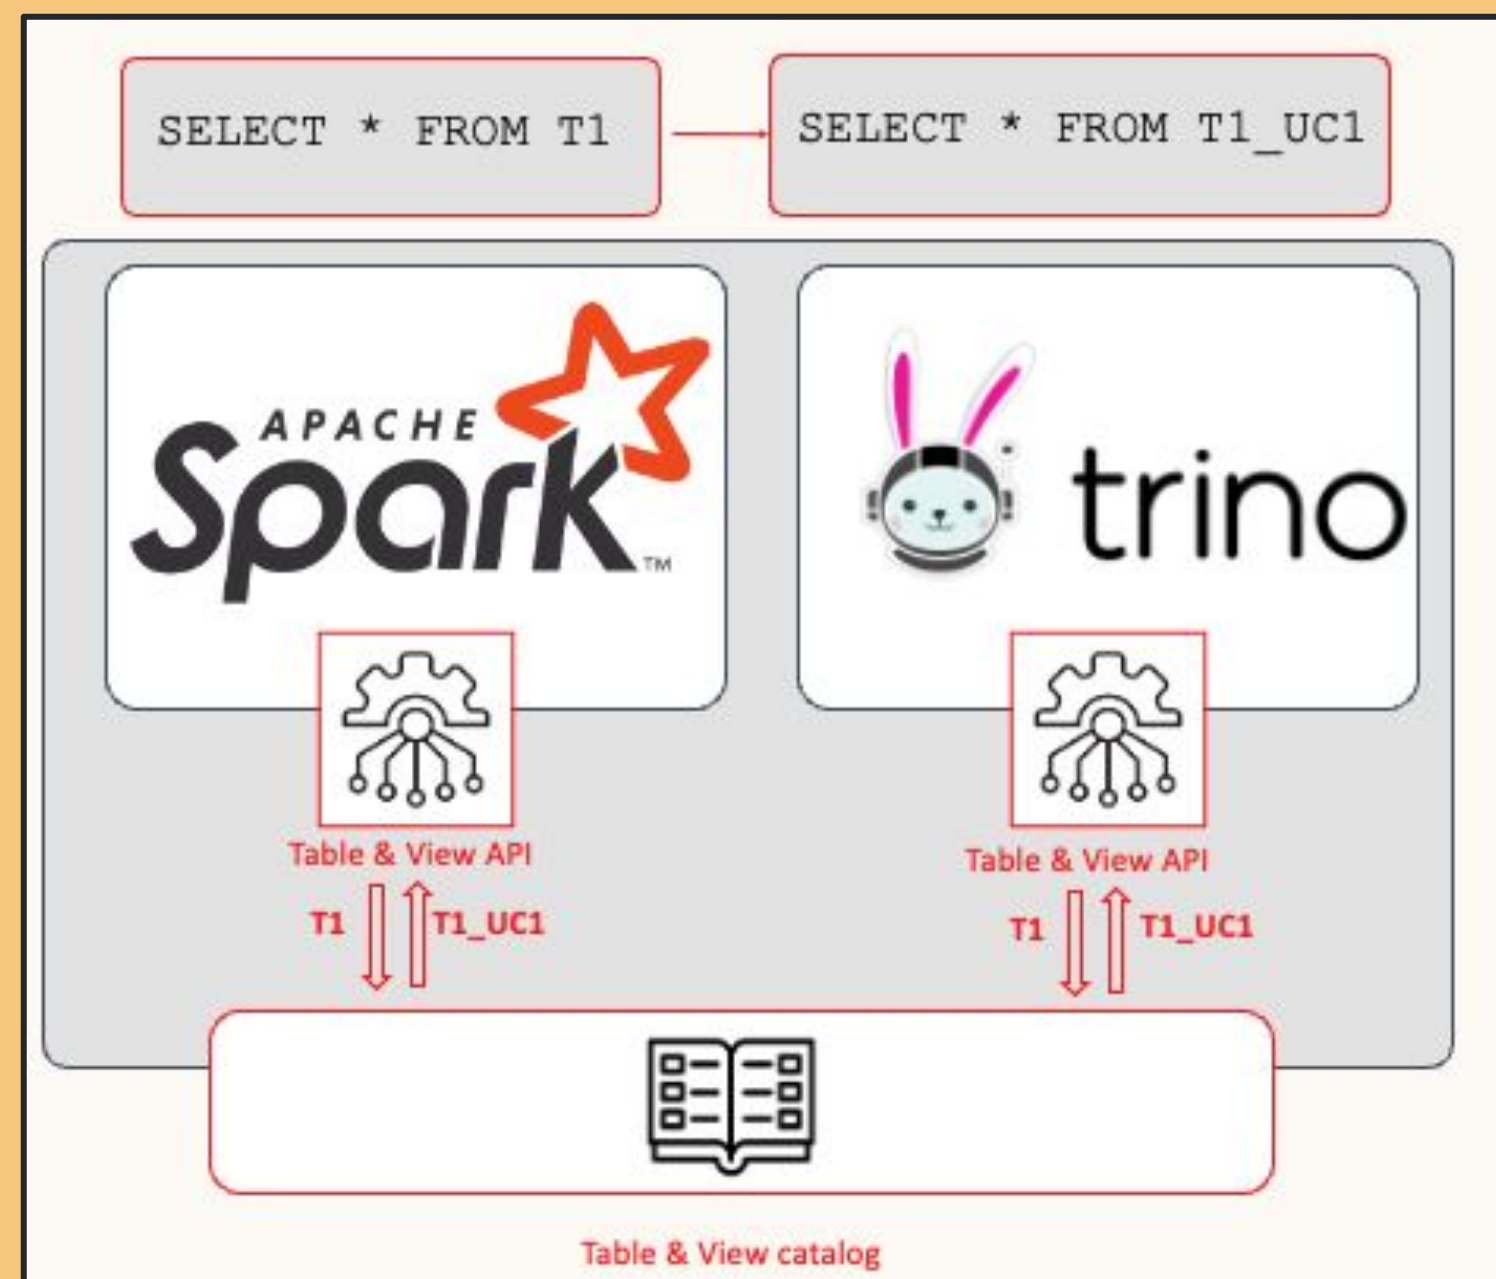 SELECT * FROM T1
SELECT * FROM T1_UC1
APACHE
Spark
TM
trino
Table & View API
T1
T1_UC1
Table & View API
T1
T1_UC1
Table & View catalog